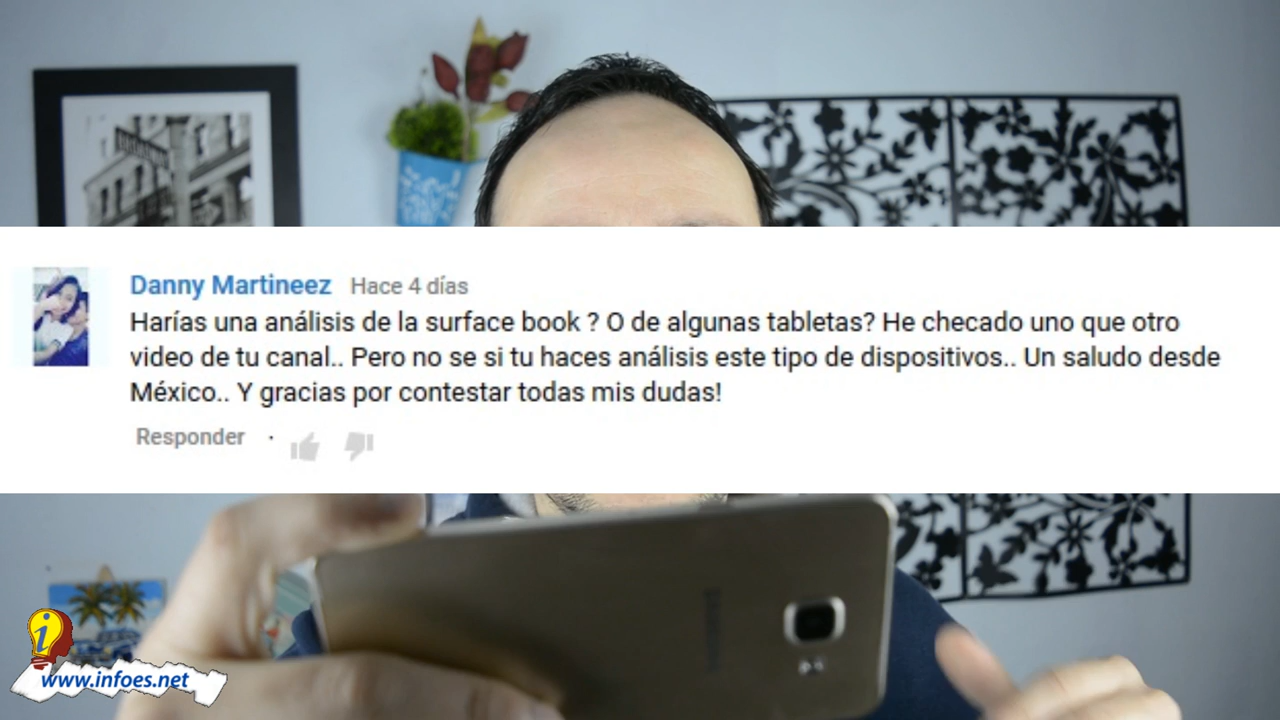 Danny Martineez Hace 4 días
Harías una análisis de la surface book ? O de algunas tabletas? He checado uno que otro
video de tu canal.. Pero no se si tu haces análisis este tipo de dispositivos.. Un saludo desde
México.. Y gracias por contestar todas mis dudas!
Responder ·
www.infoes.net